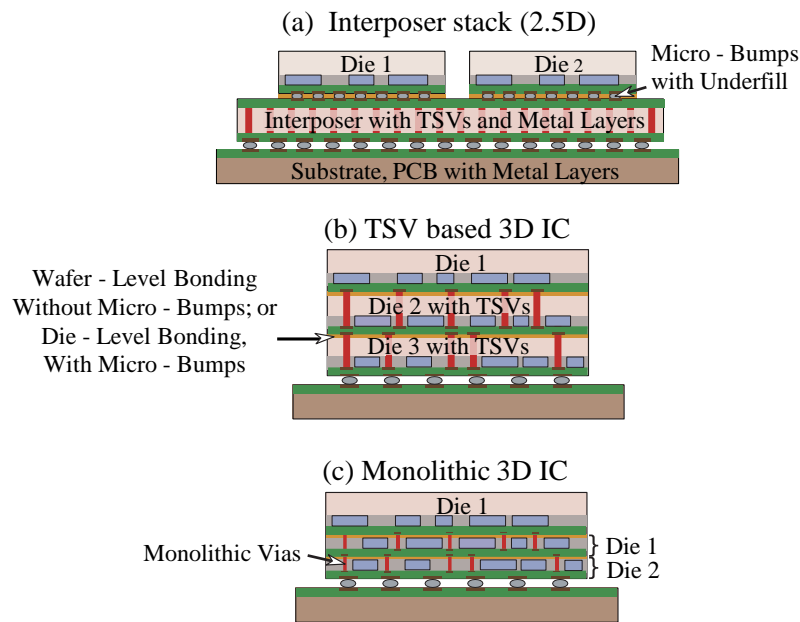 (a) Interposer stack (2.5D)
Die 1
Die 2
Micro - Bumps
with Underfill
Interposer with TSVs and Metal Layers
Substrate, PCB with Metal Layers
(b) TSV based 3D IC
Die 1
Wafer - Level Bonding
Without Micro - Bumps; or
Die - Level Bonding,
With Micro - Bumps
Die 2 with TSVs
Die 3 with TSVs
(c) Monolithic 3D IC
Die 1
Monolithic Vias
Die 1
Die 2